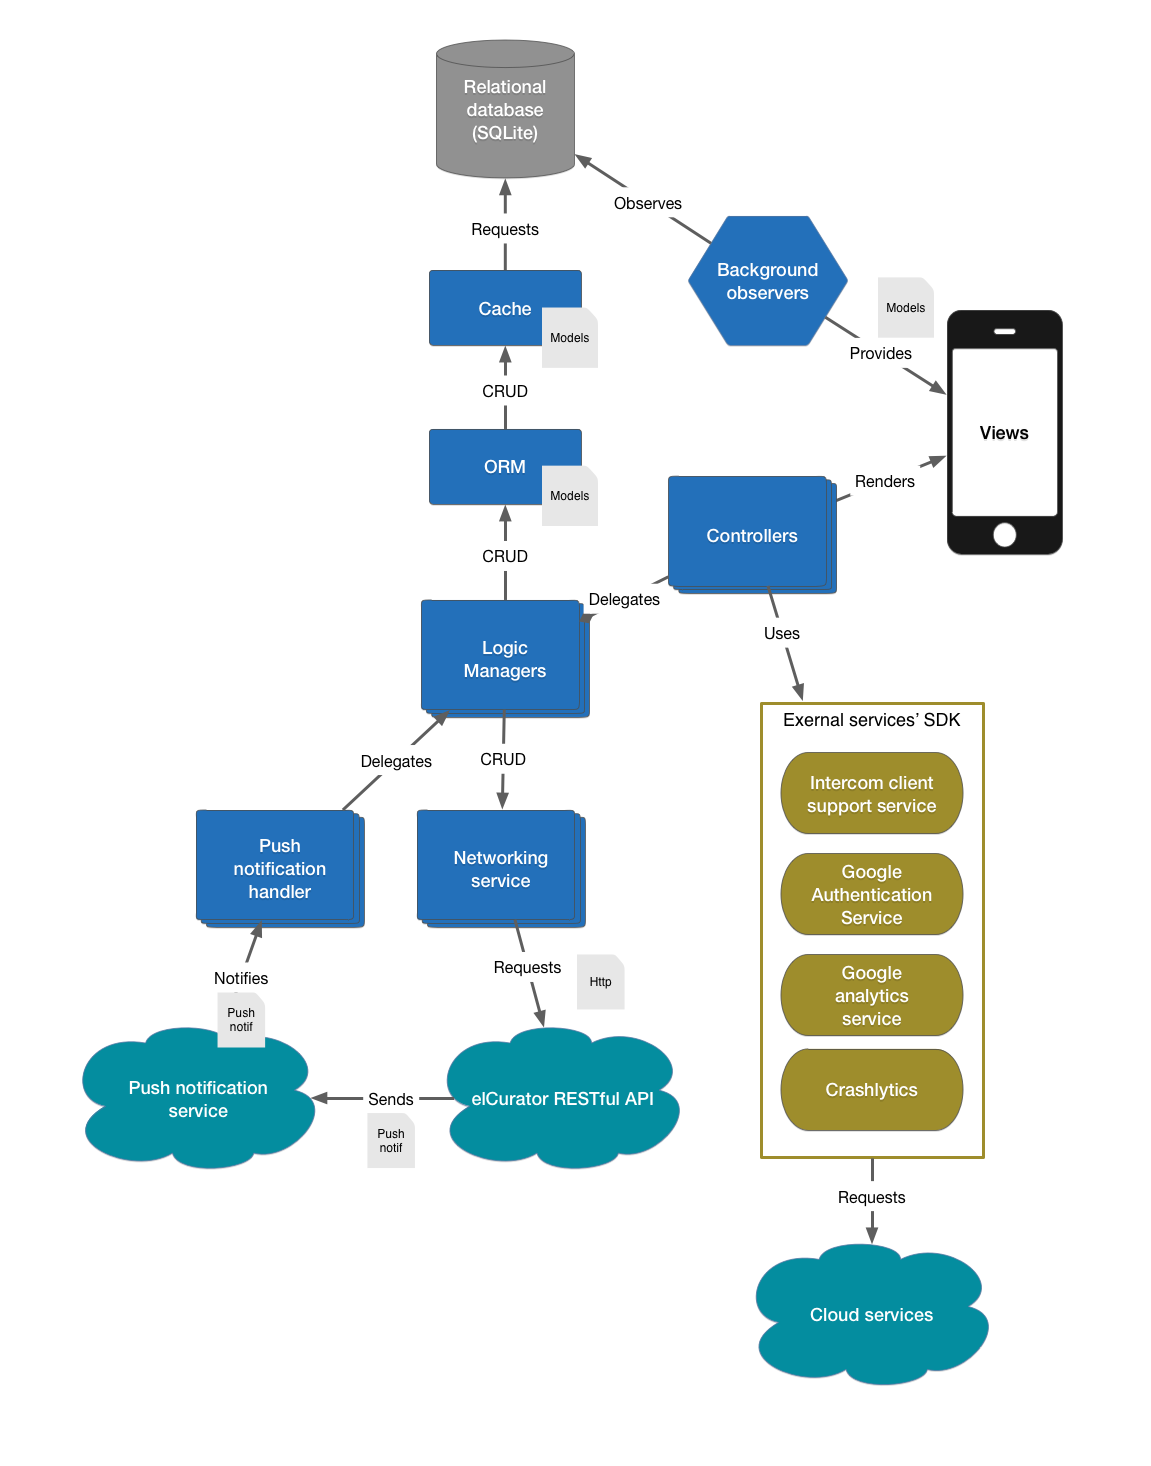 Relational
database
(SQLite)
Observes
Requests
Background
observers
Cache
Models
Models
Provides
CRUD
Views
ORM
Models
Renders
Controllers
CRUD
Delegates
Uses
Logic
Managers
Exernal services’ SDK
Delegates
CRUD
Intercom client
support service
Push
notification
handler
Networking
service
Google
Authentication
Service
Requests
Http
Notifies
Push
notif
Google
analytics
service
Push notification
service
Sends
Push
notif
elCurator RESTful API
Crashlytics
Requests
Cloud services